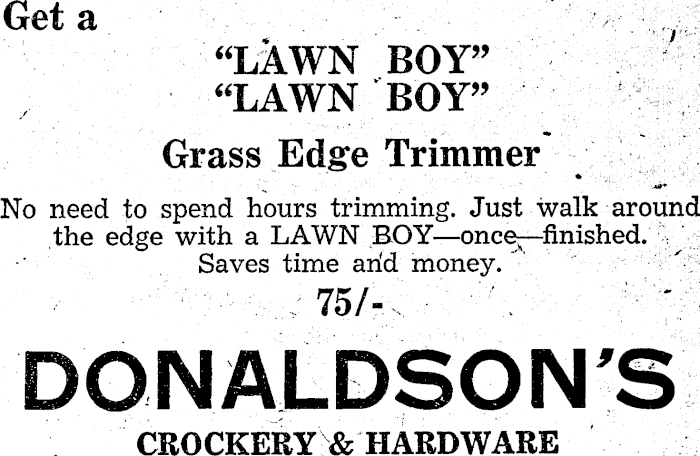 Get a
“LAWN BOY”
“LAWN BOY”
Grass Edge Trimmer
No need to spend hours trimming. Just walk around
the edge with a LAWN BOY—once—finished.
Saves time and money.
75/-
DONALDSON’S
CROCKERY & HARDWARE